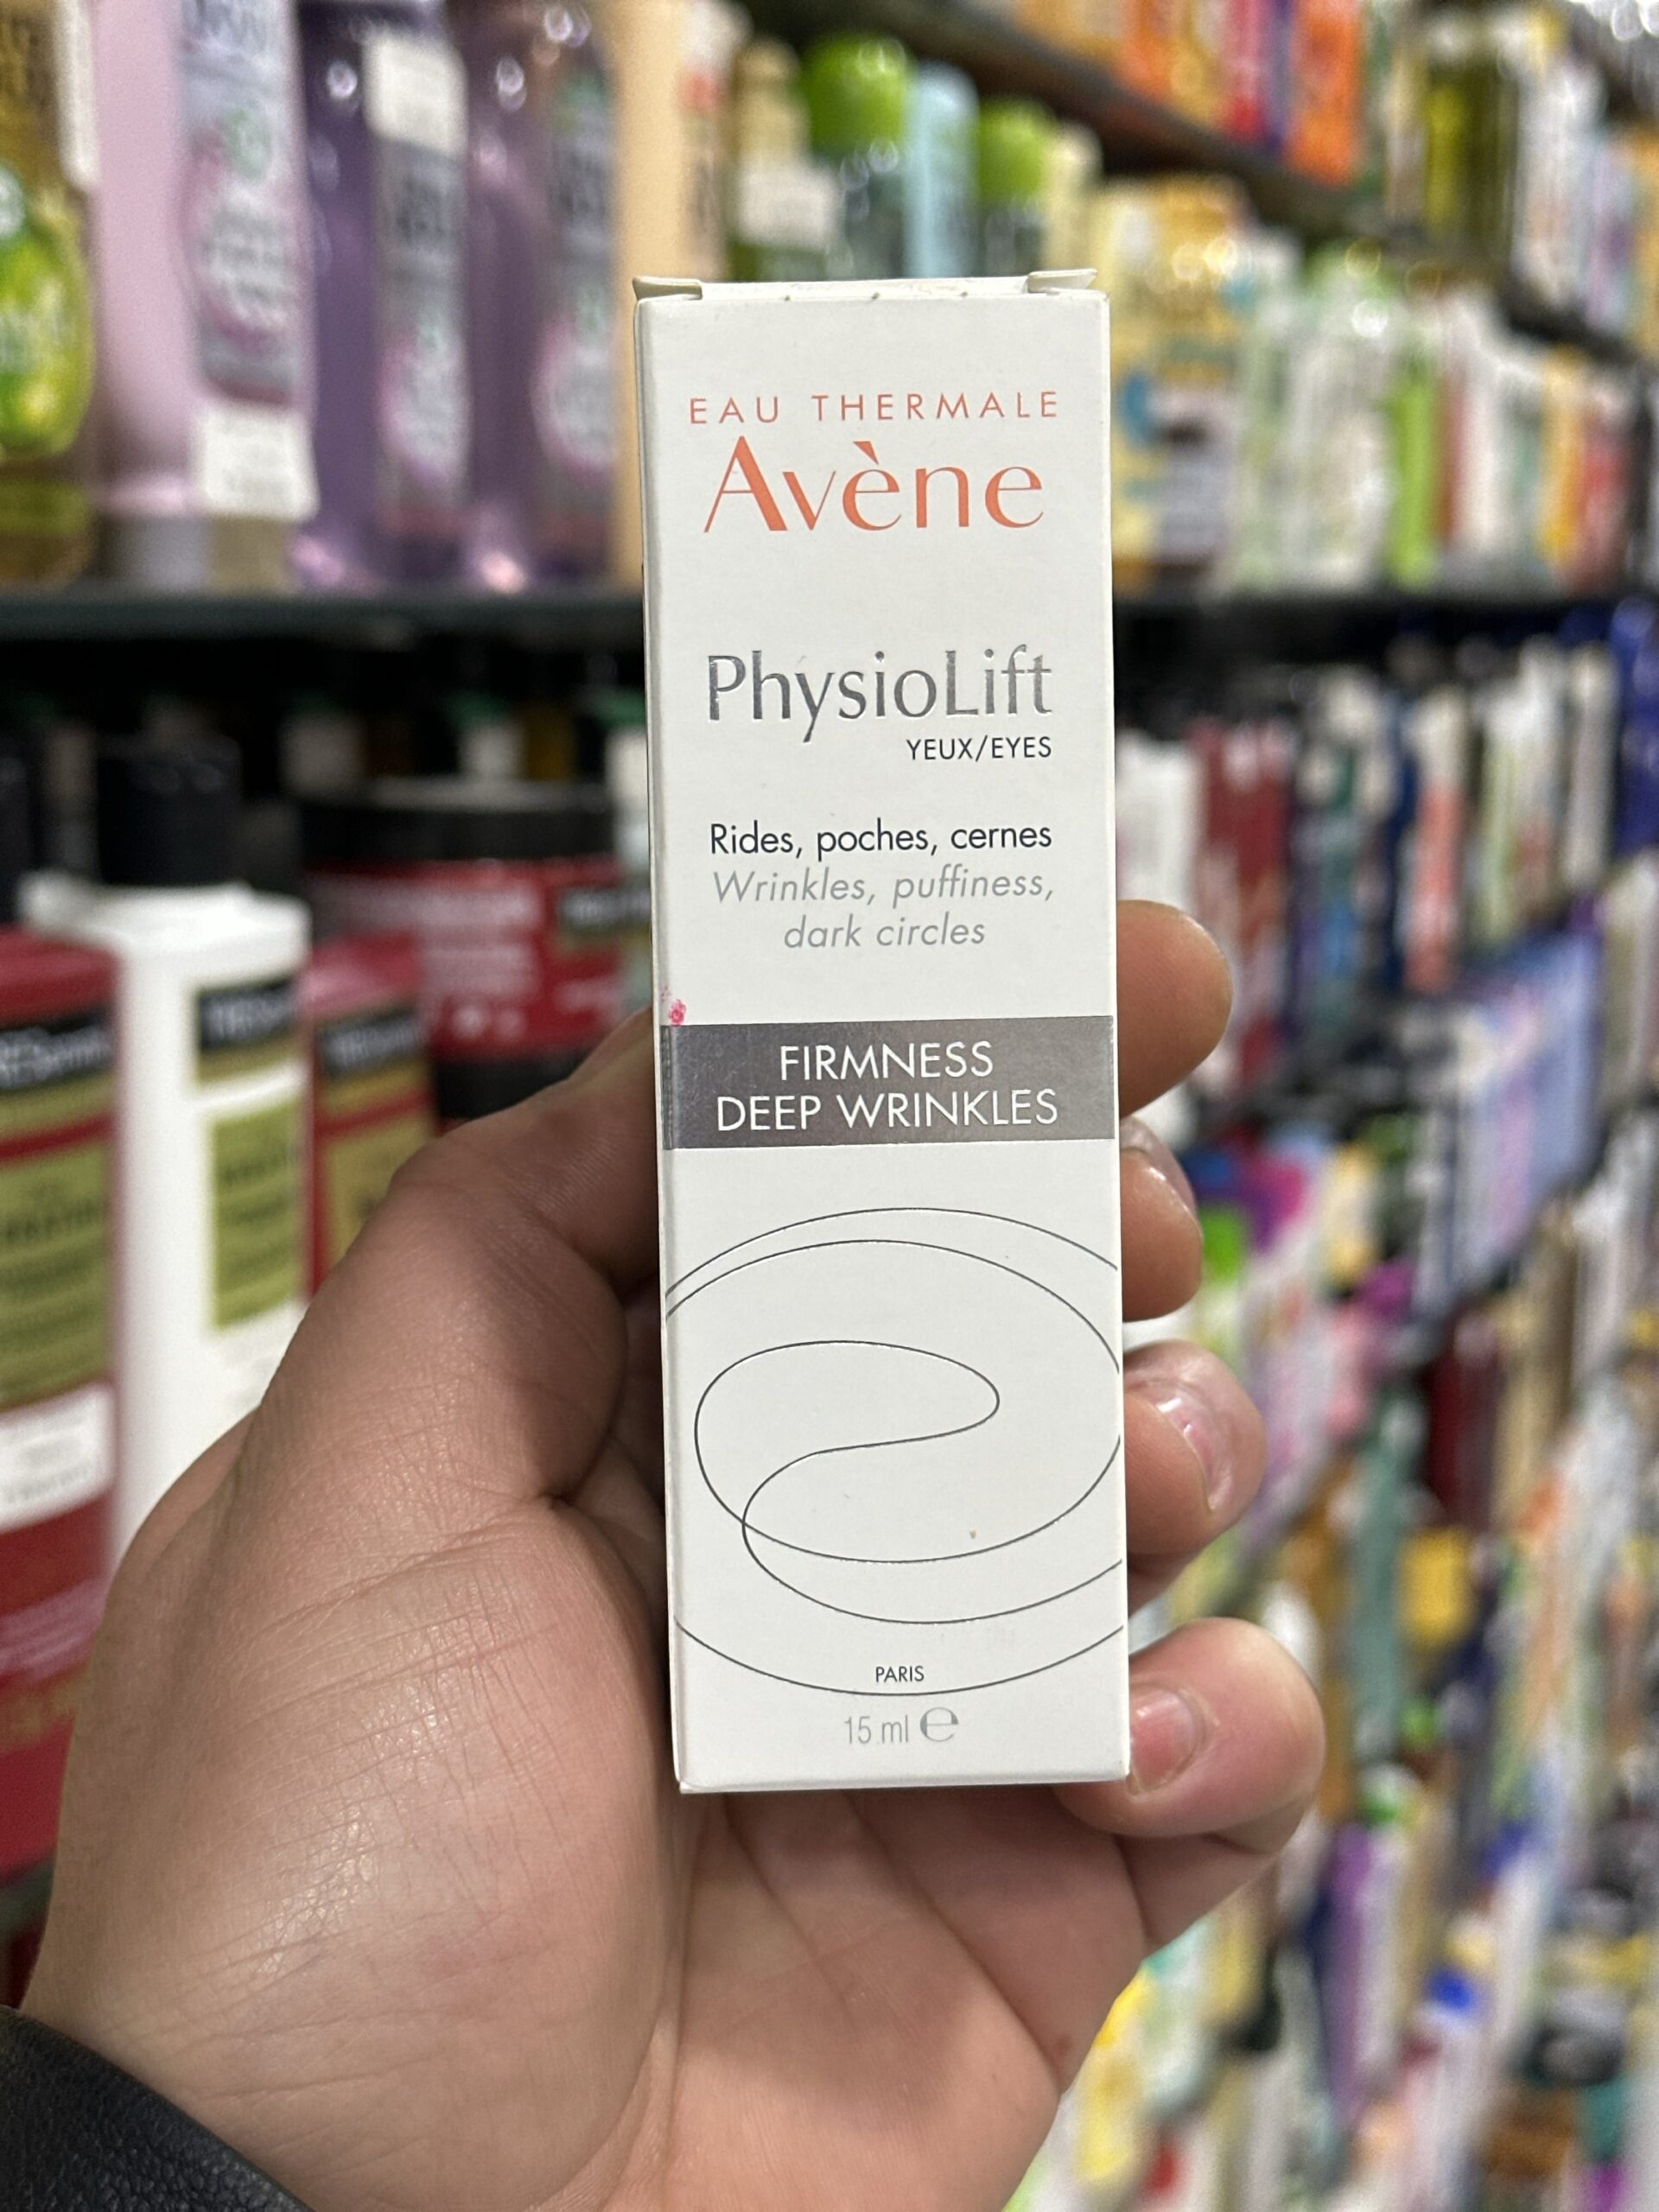 EAU THERMALE
Avène
PhysioLift
YEUX/EYES
Rides, poches, cernes
Wrinkles, puffiness,
dark circles
FIRMNESS
DEEP WRINKLES
PARIS
15 ml ℮